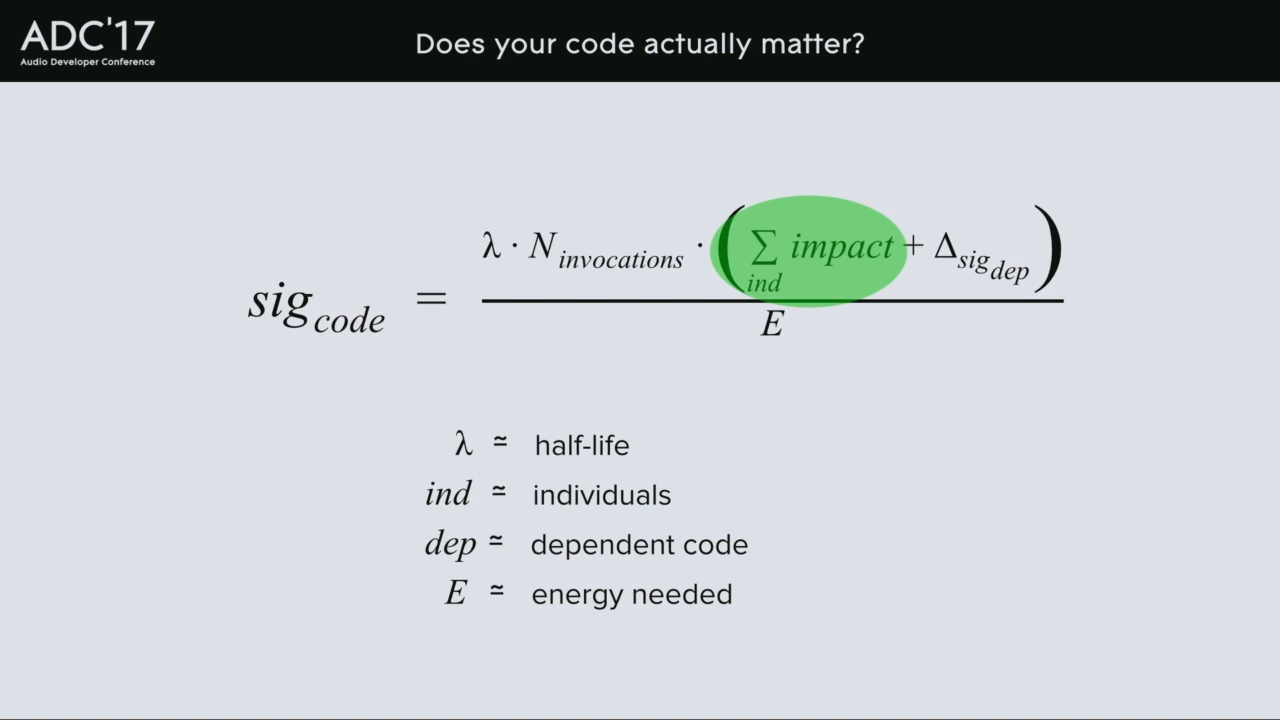 ADC'17
Audio Developer Conference
Does your code actually matter?
sig_code = λ · N_invocations · ( ∑_ind impact + Δ_sig_dep ) / E
λ ≃ half-life
ind ≃ individuals
dep ≃ dependent code
E ≃ energy needed